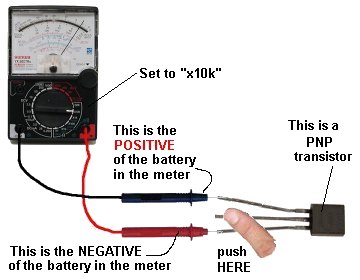 Set to "x10k"
This is the
POSITIVE
of the battery
in the meter
This is a
PNP
transistor
This is the NEGATIVE
of the battery in the meter
push
HERE